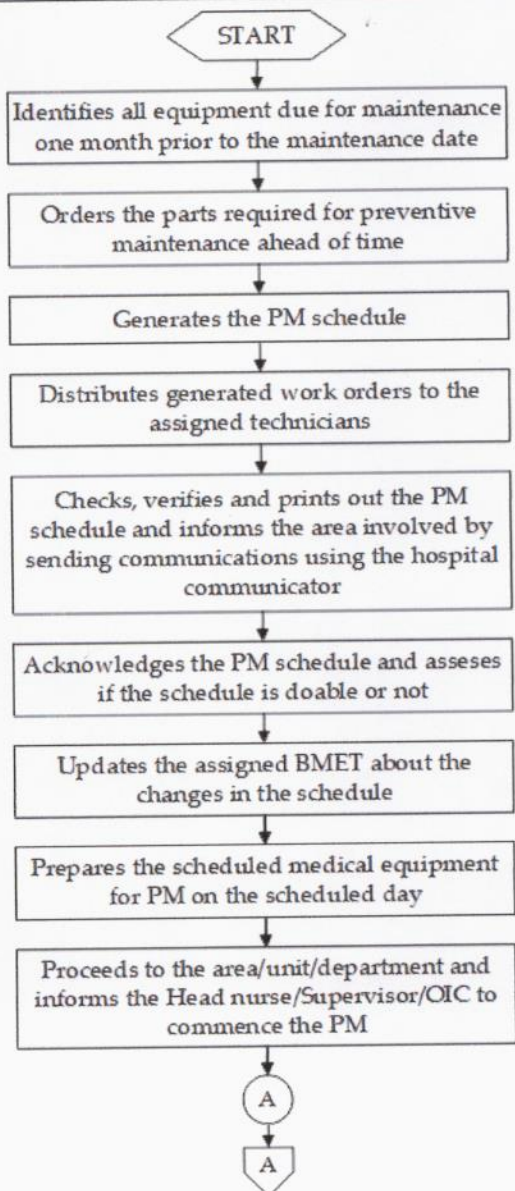 START
Identifies all equipment due for maintenance
one month prior to the maintenance date
Orders the parts required for preventive
maintenance ahead of time
Generates the PM schedule
Distributes generated work orders to the
assigned technicians
Checks, verifies and prints out the PM
schedule and informs the area involved by
sending communications using the hospital
communicator
Acknowledges the PM schedule and asseses
if the schedule is doable or not
Updates the assigned BMET about the
changes in the schedule
Prepares the scheduled medical equipment
for PM on the scheduled day
Proceeds to the area/unit/department and
informs the Head nurse/Supervisor/OIC to
commence the PM
A
A